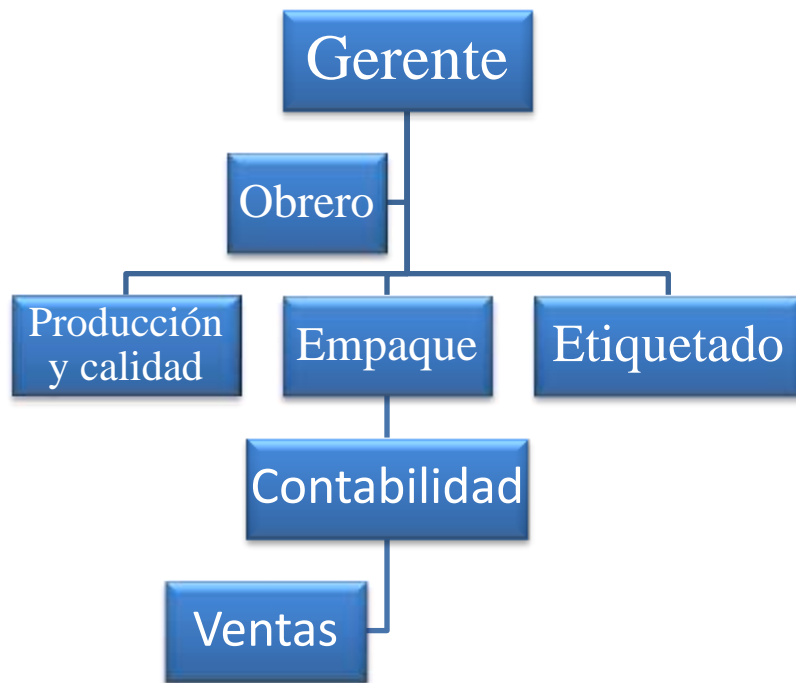 Gerente
Obrero
Producción
y calidad
Empaque
Etiquetado
Contabilidad
Ventas